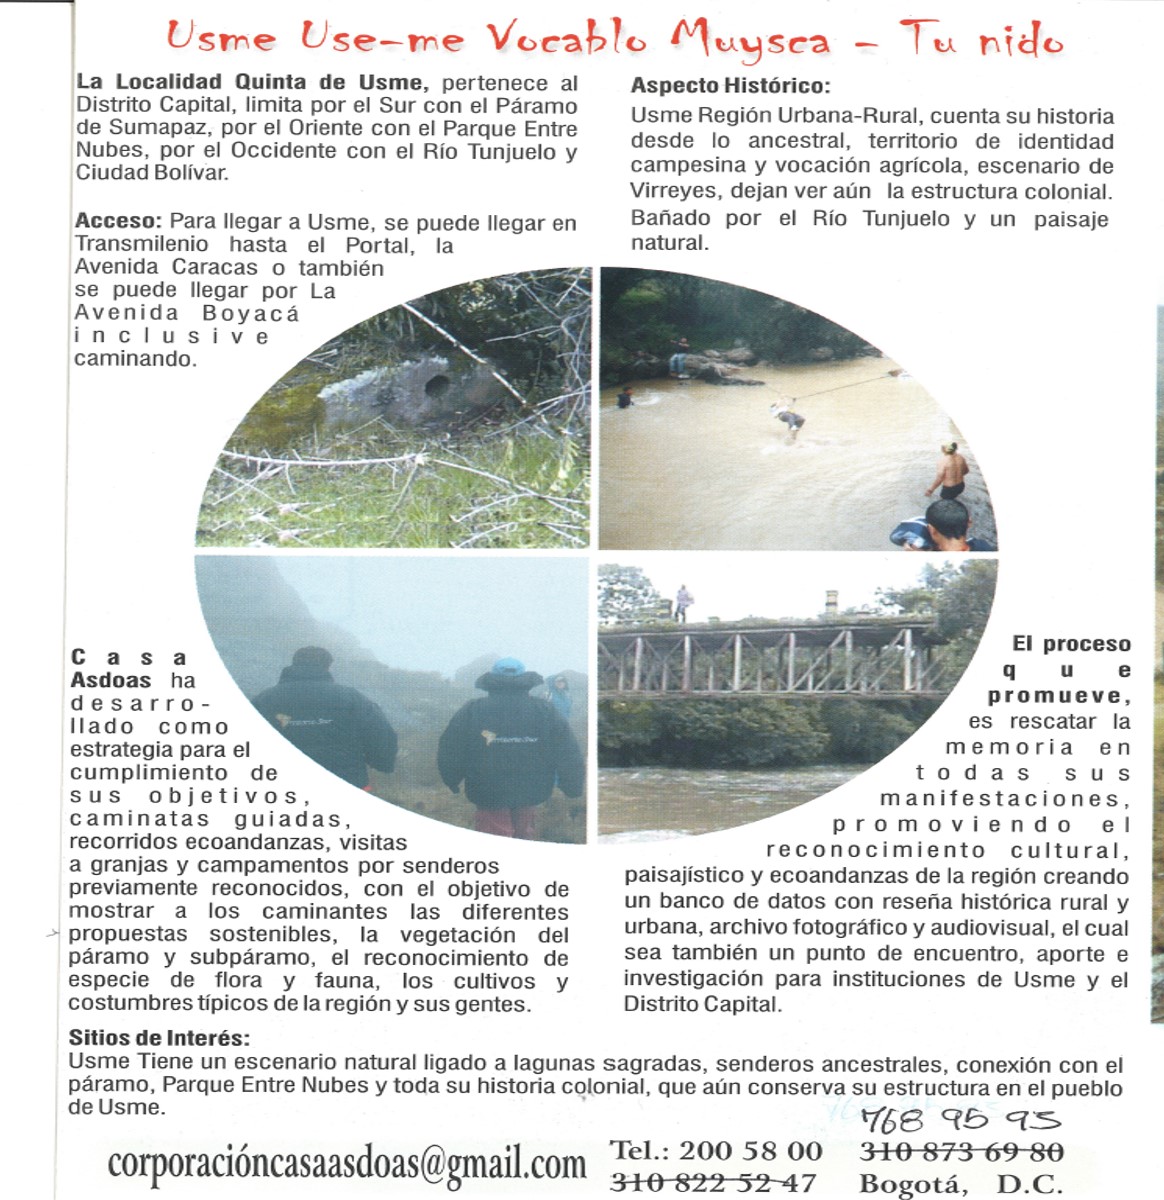 Usme Use-me Vocablo Muysca - Tu nido
La Localidad Quinta de Usme, pertenece al
Distrito Capital, limita por el Sur con el Páramo
de Sumapaz, por el Oriente con el Parque Entre
Nubes, por el Occidente con el Río Tunjuelo y
Ciudad Bolívar.
Acceso: Para llegar a Usme, se puede llegar en
Transmilenio hasta el Portal, la
Avenida Caracas o también
se puede llegar por La
Avenida Boyacá
inclusive
caminando.
Aspecto Histórico:
Usme Región Urbana-Rural, cuenta su historia
desde lo ancestral, territorio de identidad
campesina y vocación agrícola, escenario de
Virreyes, dejan ver aún la estructura colonial.
Bañado por el Río Tunjuelo y un paisaje
natural.
Casa
Asdoas ha
desarro-
llado como
estrategia para el
cumplimiento de
sus objetivos,
caminatas guiadas,
recorridos ecoandanzas, visitas
a granjas y campamentos por senderos
previamente reconocidos, con el objetivo de
mostrar a los caminantes las diferentes
propuestas sostenibles, la vegetación del
páramo y subpáramo, el reconocimiento de
especie de flora y fauna, los cultivos y
costumbres típicos de la región y sus gentes.
El proceso
que
promueve,
es rescatar la
memoria en
todas sus
manifestaciones,
promoviendo el
reconocimiento cultural,
paisajístico y ecoandanzas de la región creando
un banco de datos con reseña histórica rural y
urbana, archivo fotográfico y audiovisual, el cual
sea también un punto de encuentro, aporte e
investigación para instituciones de Usme y el
Distrito Capital.
Sitios de Interés:
Usme Tiene un escenario natural ligado a lagunas sagradas, senderos ancestrales, conexión con el
páramo, Parque Entre Nubes y toda su historia colonial, que aún conserva su estructura en el pueblo
de Usme.
768 95 95
corporacióncasaasdoas@gmail.com
Tel.: 200 58 00 310 873 69 80
310 822 52 47 Bogotá, D.C.